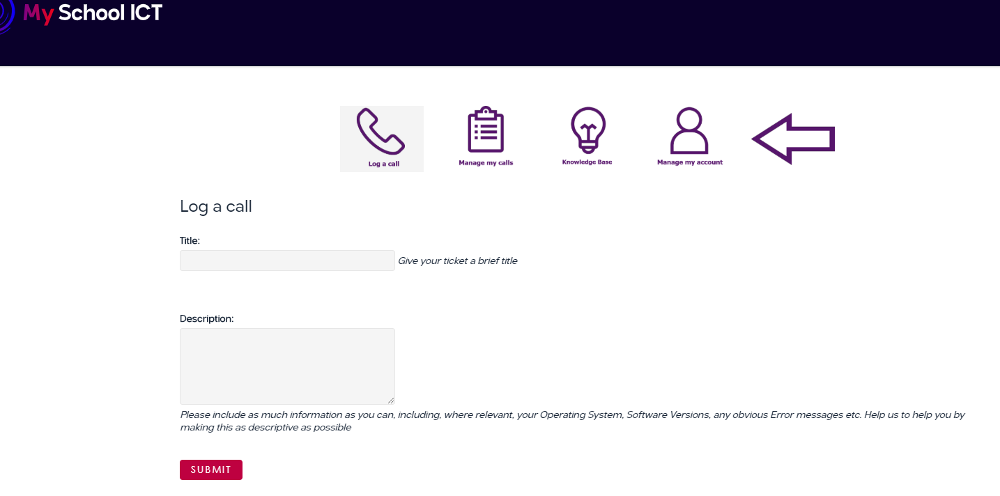 My School ICT
Log a call
Manage my calls
Knowledge Base
Manage my account
Log a call
Title:
Give your ticket a brief title
Description:
Please include as much information as you can, including, where relevant, your Operating System, Software Versions, any obvious Error messages etc. Help us to help you by
making this as descriptive as possible
SUBMIT